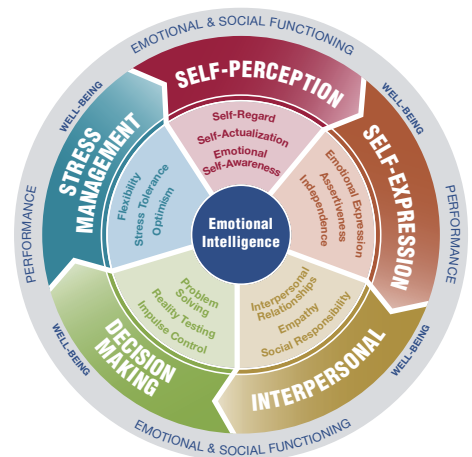 EMOTIONAL & SOCIAL FUNCTIONING
WELL-BEING
WELL-BEING
SELF-PERCEPTION
Self-Regard
Self-Actualization
Emotional
Self-Awareness
SELF-EXPRESSION
Emotional Expression
Assertiveness
Independence
STRESS
MANAGEMENT
Flexibility
Stress Tolerance
Optimism
Emotional
Intelligence
PERFORMANCE
PERFORMANCE
Problem
Solving
Reality Testing
Impulse Control
DECISION
MAKING
Interpersonal
Relationships
Empathy
Social Responsibility
INTERPERSONAL
WELL-BEING
WELL-BEING
EMOTIONAL & SOCIAL FUNCTIONING